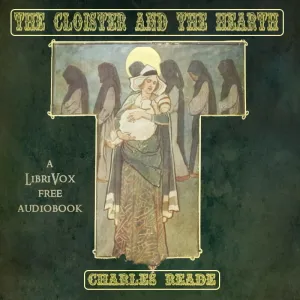 THE CLOISTER AND THE HEARTH
A
LIBRIVOX
FREE
AUDIOBOOK
CHARLES READE